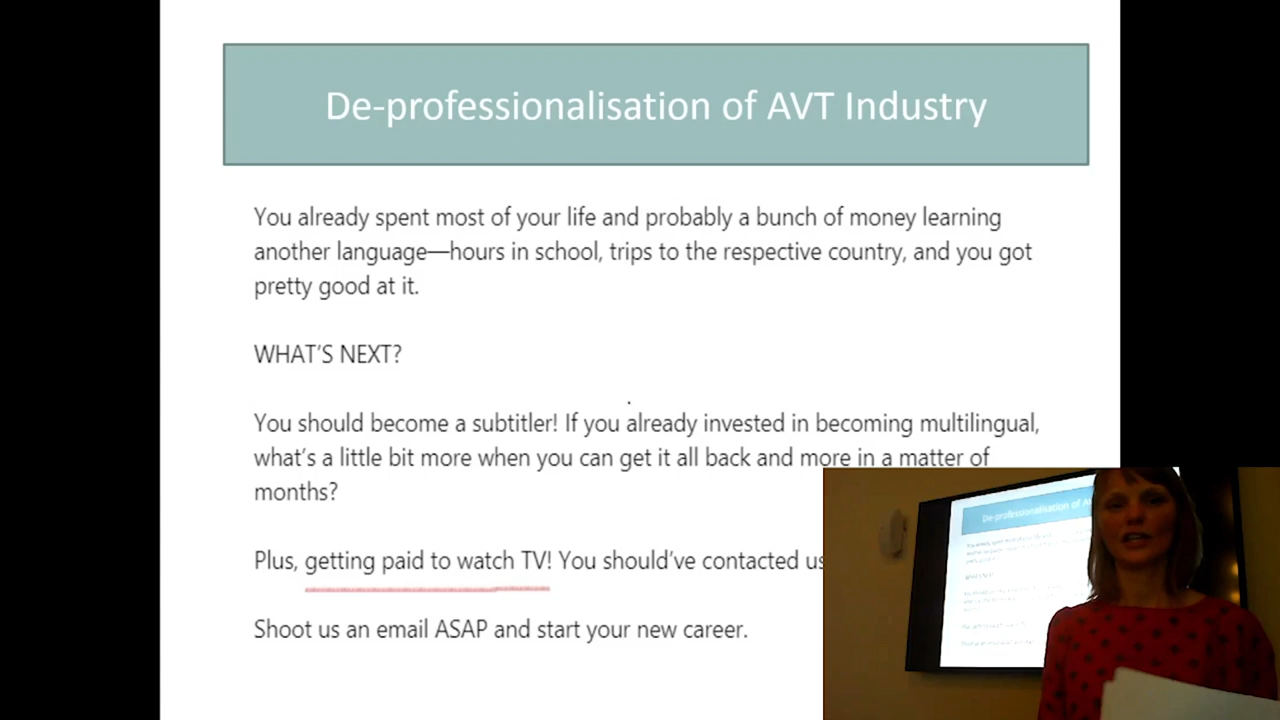 De-professionalisation of AVT Industry
You already spent most of your life and probably a bunch of money learning
another language—hours in school, trips to the respective country, and you got
pretty good at it.
WHAT'S NEXT?
You should become a subtitler! If you already invested in becoming multilingual,
what's a little bit more when you can get it all back and more in a matter of
months?
Plus, getting paid to watch TV! You should've contacted us
Shoot us an email ASAP and start your new career.
De-professionalisation of A